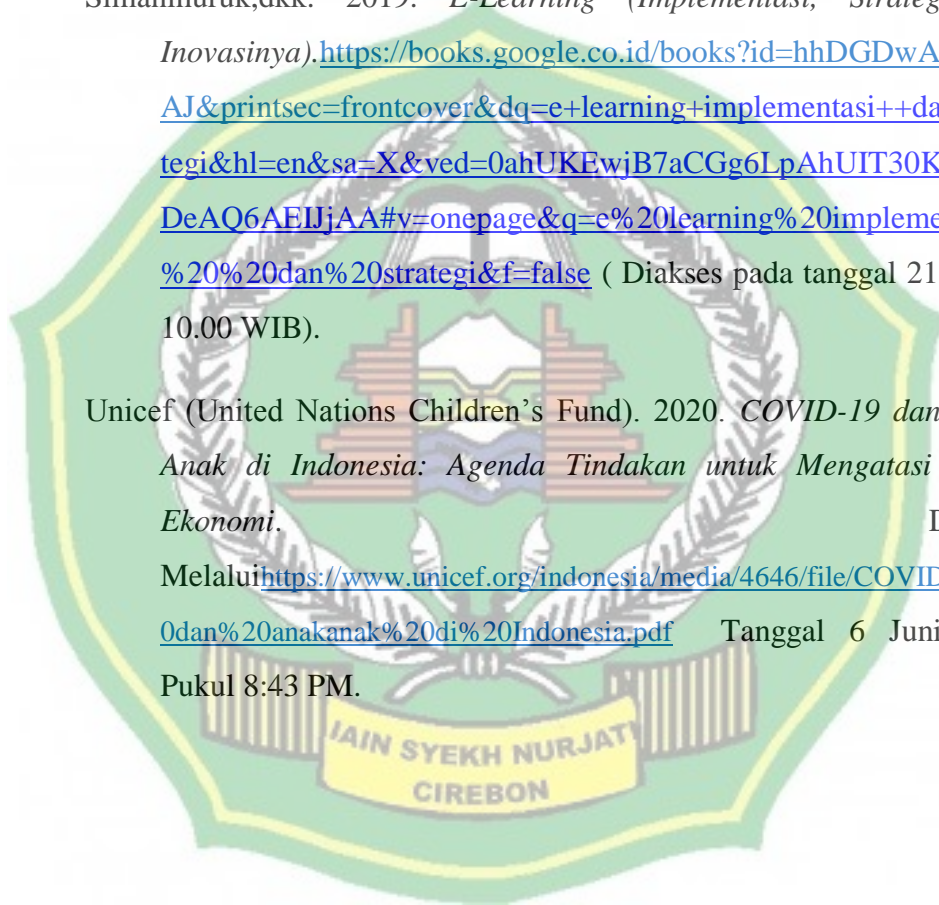 2019. E-Learning (Implementasi, Strateg
Inovasinya).https://books.google.co.id/books?id=hhDGDwA
AJ&printsec=frontcover&dq=e+learning+implementasi++da
tegi&hl=en&sa=X&ved=0ahUKEwjB7aCGg6LpAhUIT30K
DeAQ6AEIJjAA#v=onepage&q=e%20learning%20impleme
%20%20dan%20strategi&f=false ( Diakses pada tanggal 21
10.00 WIB).
Unicef (United Nations Children’s Fund). 2020. COVID-19 dan
Anak di Indonesia: Agenda Tindakan untuk Mengatasi
Ekonomi. D
Melaluihttps://www.unicef.org/indonesia/media/4646/file/COVID
0dan%20anakanak%20di%20Indonesia.pdf Tanggal 6 Juni
Pukul 8:43 PM.
IAIN SYEKH NURJATI
CIREBON